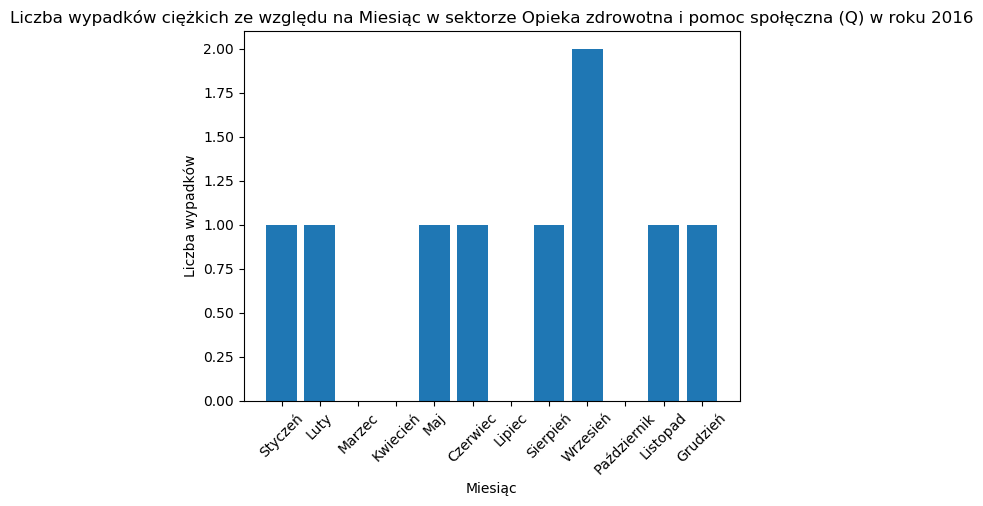 Liczba wypadków ciężkich ze względu na Miesiąc w sektorze Opieka zdrowotna i pomoc społęczna (Q) w roku 2016
2.00
1.75
1.50
1.25
1.00
0.75
0.50
0.25
0.00
Liczba wypadków
Styczeń
Luty
Marzec
Kwiecień
Maj
Czerwiec
Lipiec
Sierpień
Wrzesień
Październik
Listopad
Grudzień
Miesiąc